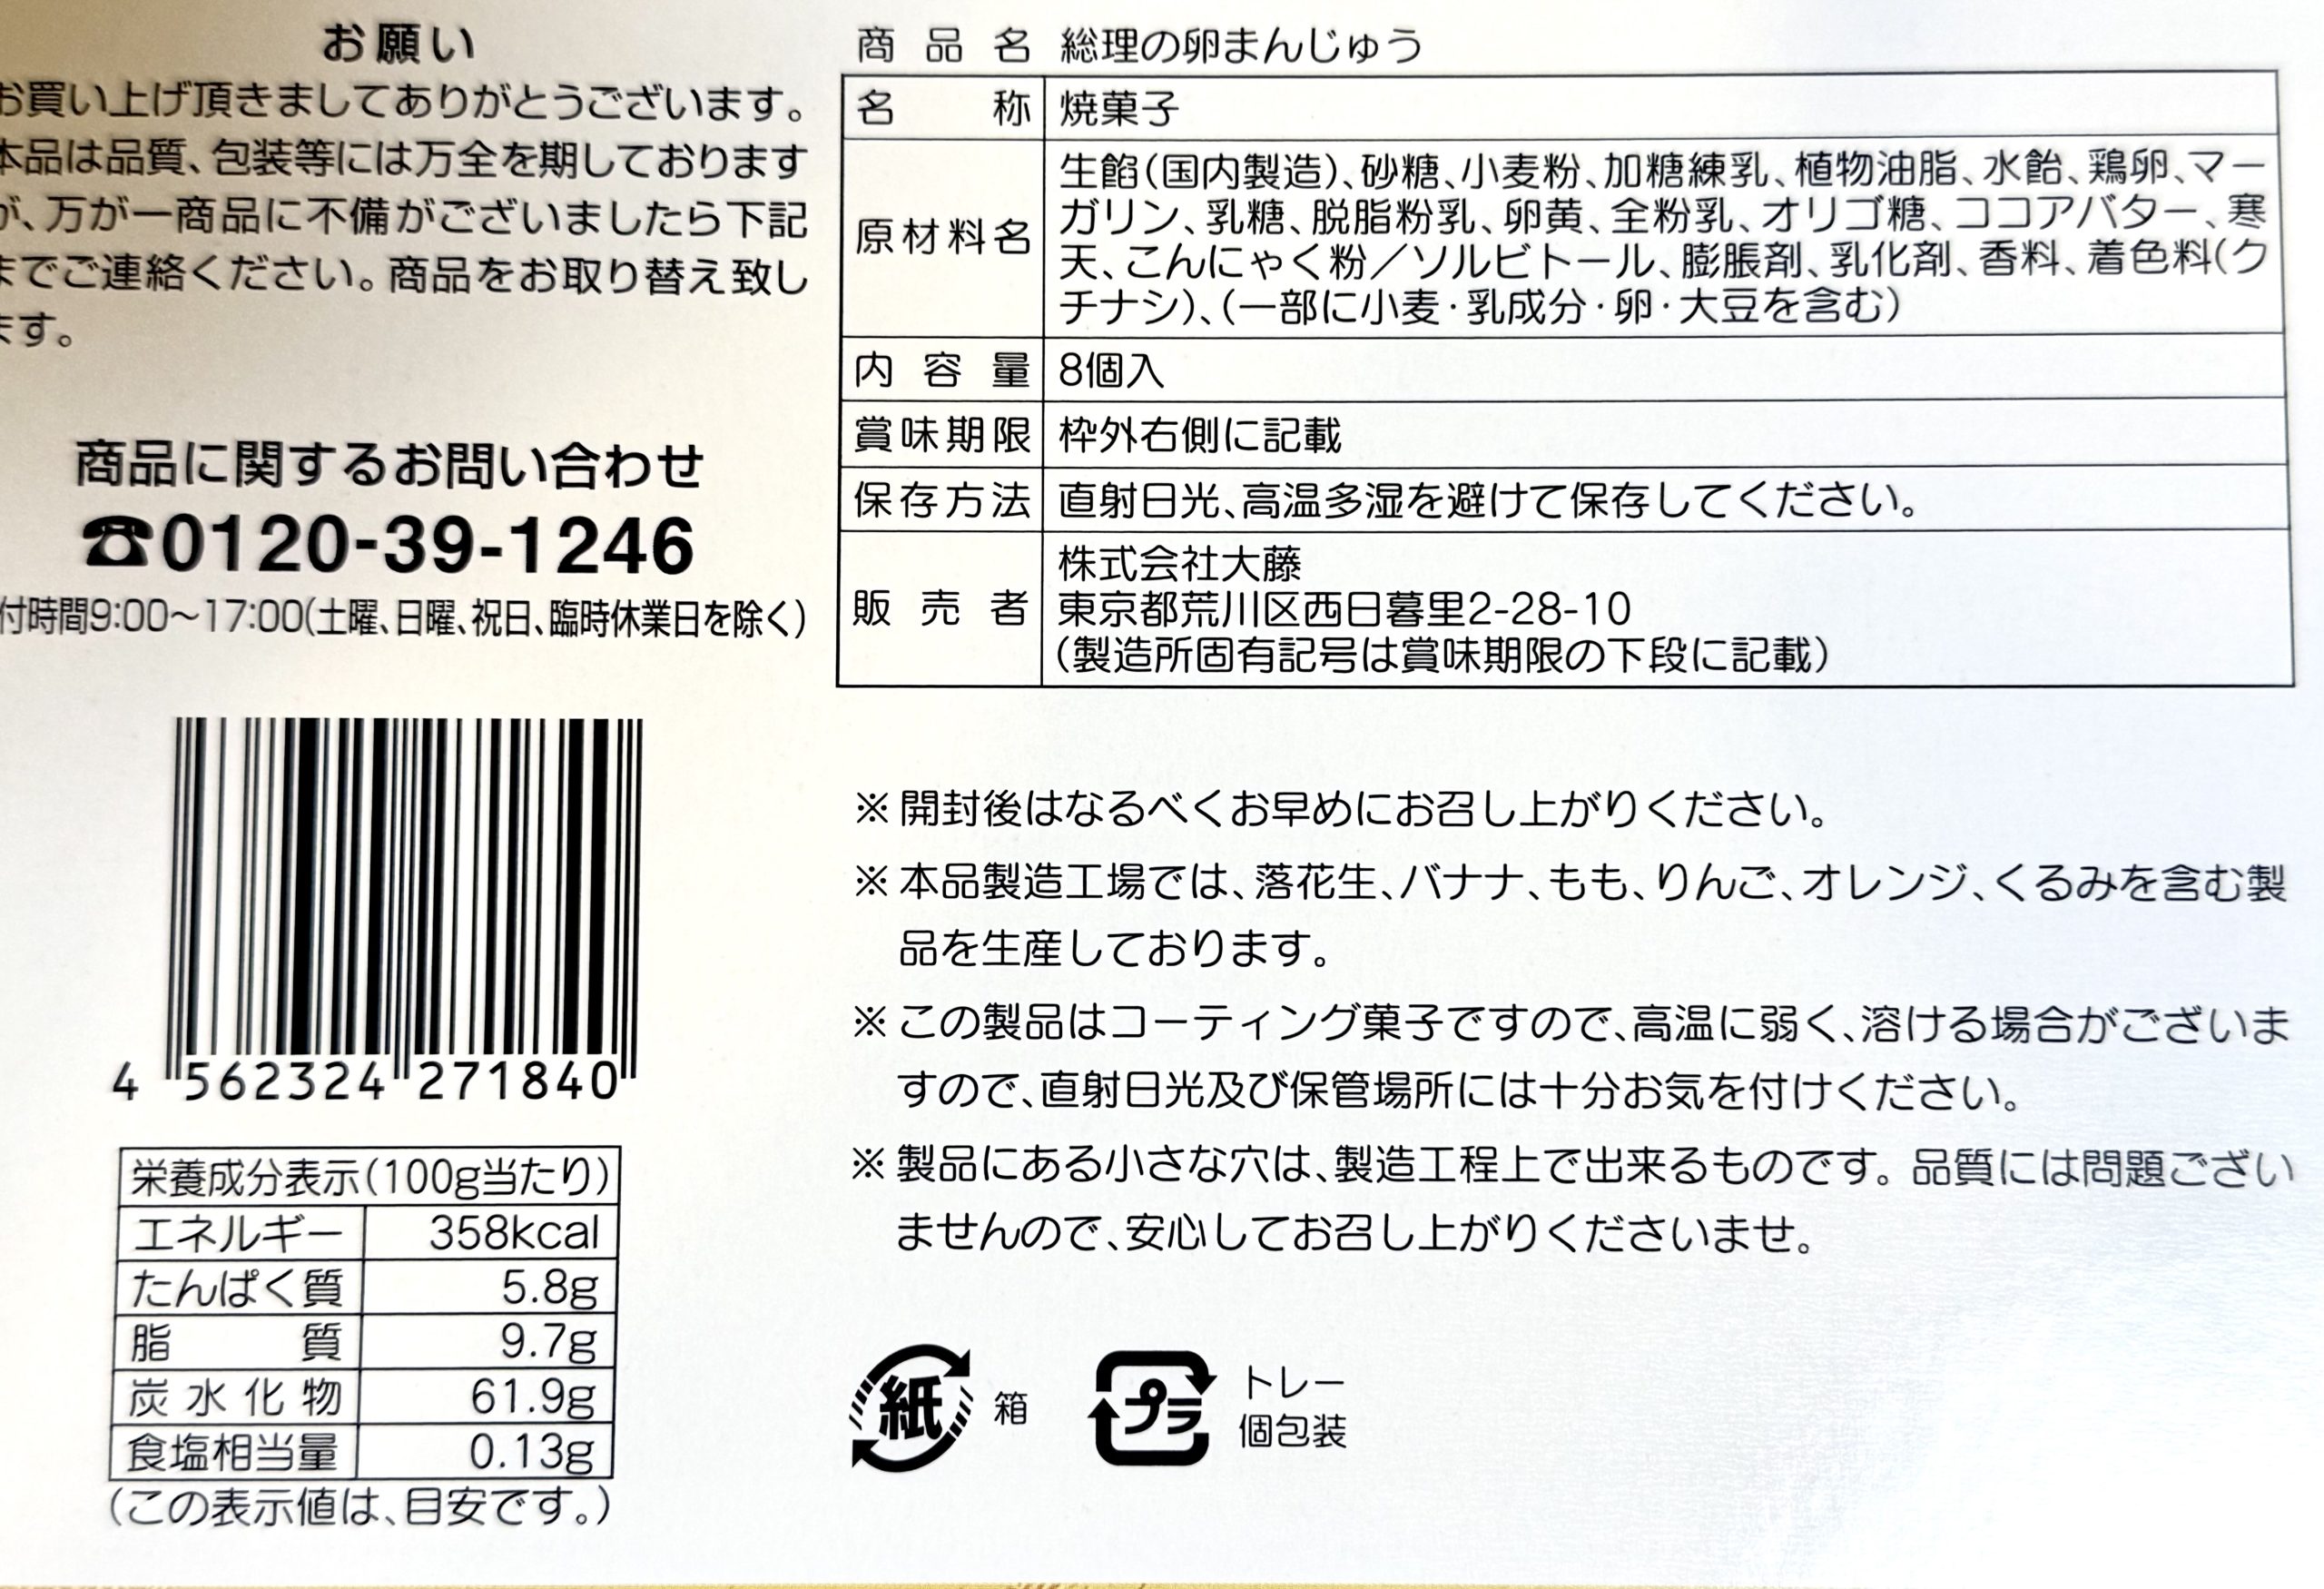 お願い
お買い上げ頂きましてありがとうございます。
本品は品質、包装等には万全を期しております
が、万が一商品に不備がございましたら下記
までご連絡ください。商品をお取り替え致し
ます。
商品に関するお問い合わせ
☎0120-39-1246
付時間9:00〜17:00(土曜、日曜、祝日、臨時休業日を除く)
4 562324 271840
栄養成分表示(100g当たり)
エネルギー 358kcal
たんぱく質 5.8g
脂質 9.7g
炭水化物 61.9g
食塩相当量 0.13g
(この表示値は、目安です。)
商品名 総理の卵まんじゅう
名称 焼菓子
原材料名 生餡(国内製造)、砂糖、小麦粉、加糖練乳、植物油脂、水飴、鶏卵、マー
ガリン、乳糖、脱脂粉乳、卵黄、全粉乳、オリゴ糖、ココアバター、寒
天、こんにゃく粉/ソルビトール、膨脹剤、乳化剤、香料、着色料(ク
チナシ)、(一部に小麦・乳成分・卵・大豆を含む)
内容量 8個入
賞味期限 枠外右側に記載
保存方法 直射日光、高温多湿を避けて保存してください。
販売者 株式会社大藤
東京都荒川区西日暮里2-28-10
(製造所固有記号は賞味期限の下段に記載)
※開封後はなるべくお早めにお召し上がりください。
※本品製造工場では、落花生、バナナ、もも、りんご、オレンジ、くるみを含む製
品を生産しております。
※この製品はコーティング菓子ですので、高温に弱く、溶ける場合がございま
すので、直射日光及び保管場所には十分お気を付けください。
※製品にある小さな穴は、製造工程上で出来るものです。品質には問題ござい
ませんので、安心してお召し上がりくださいませ。
紙 箱
プラ トレー
個包装